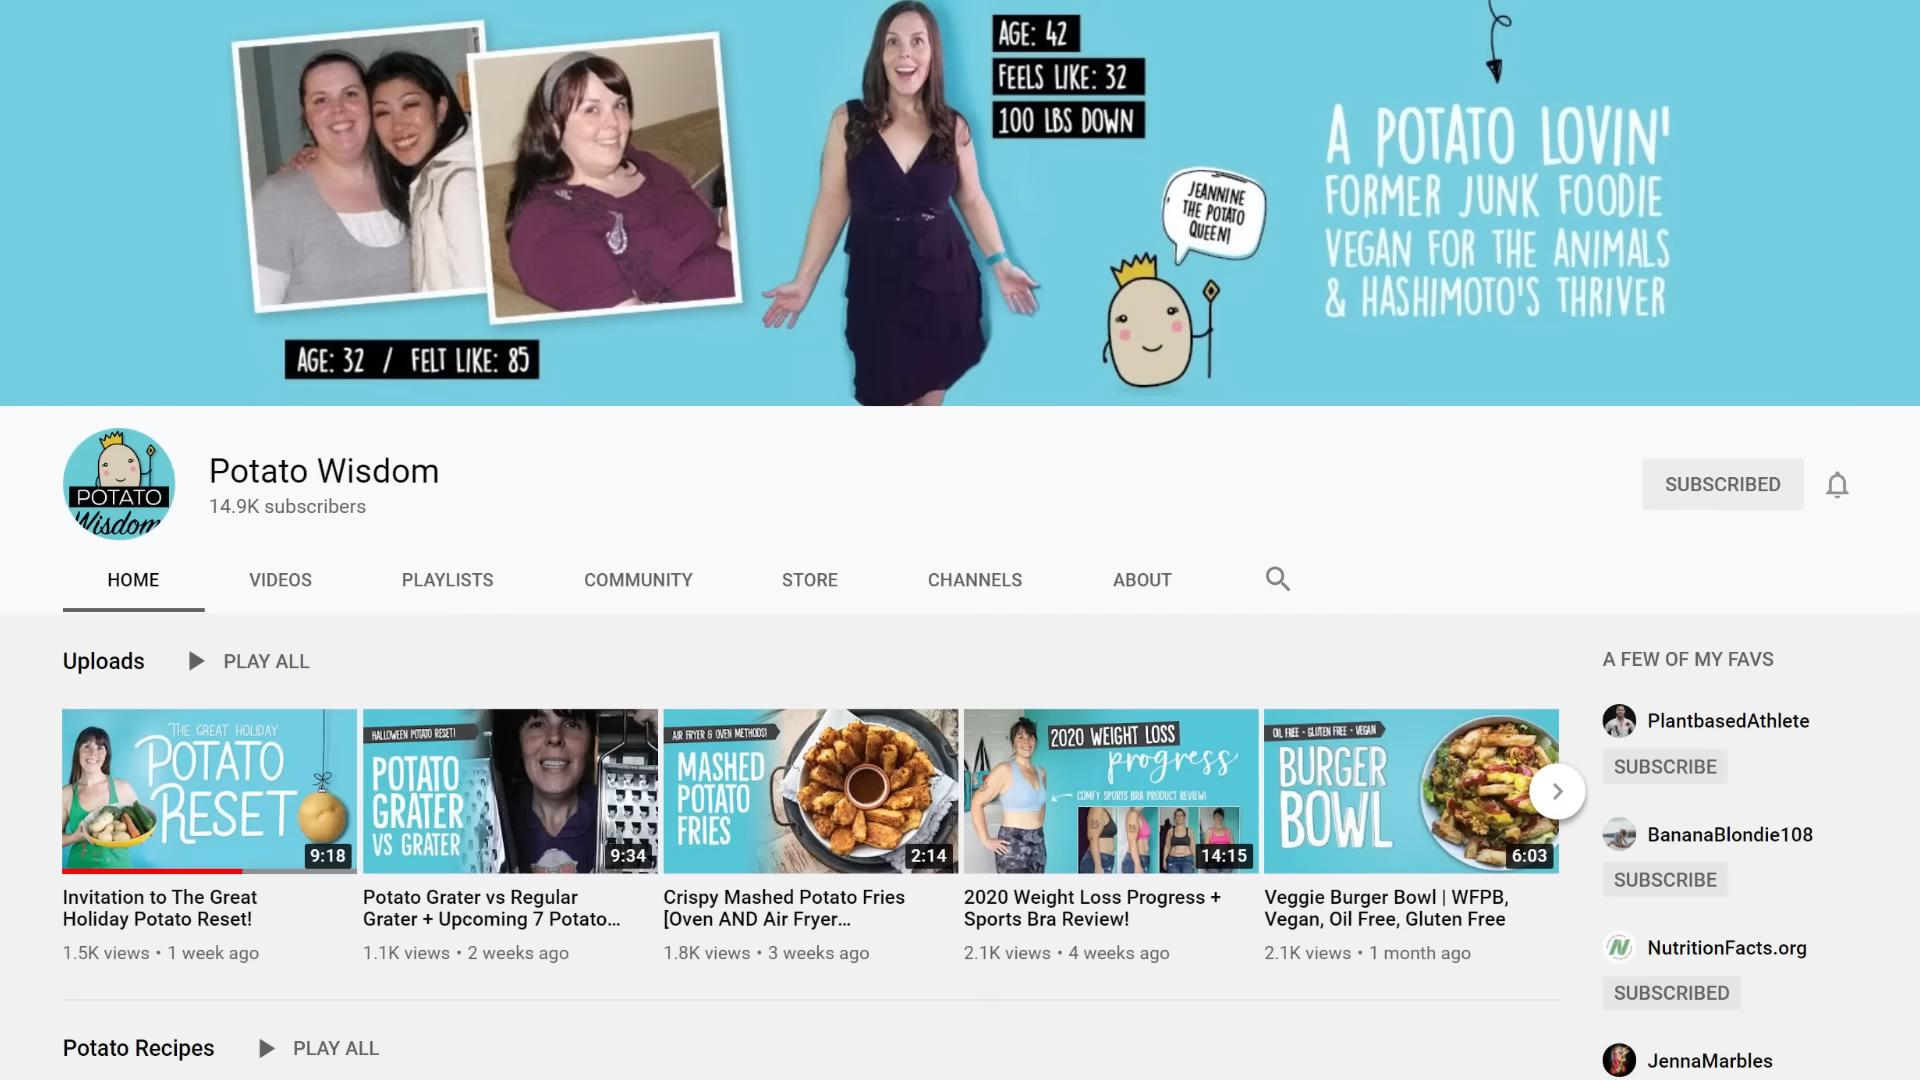 AGE: 42
FEELS LIKE: 32
100 LBS DOWN
AGE: 32 / FELT LIKE: 85
JEANNINE
THE POTATO
QUEEN!
A POTATO LOVIN'
FORMER JUNK FOODIE
VEGAN FOR THE ANIMALS
& HASHIMOTO'S THRIVER
POTATO
Wisdom
Potato Wisdom
14.9K subscribers
SUBSCRIBED
HOME
VIDEOS
PLAYLISTS
COMMUNITY
STORE
CHANNELS
ABOUT
Uploads
PLAY ALL
THE GREAT HOLIDAY
POTATO
RESET
9:18
Invitation to The Great
Holiday Potato Reset!
1.5K views • 1 week ago
HALLOWEEN POTATO RESET!
POTATO
GRATER
VS GRATER
9:34
Potato Grater vs Regular
Grater + Upcoming 7 Potato...
1.1K views • 2 weeks ago
AIR FRYER & OVEN METHODS!
MASHED
POTATO
FRIES
2:14
Crispy Mashed Potato Fries
[Oven AND Air Fryer...
1.8K views • 3 weeks ago
2020 WEIGHT LOSS
progress
COMFY SPORTS BRA PRODUCT REVIEW!
14:15
2020 Weight Loss Progress +
Sports Bra Review!
2.1K views • 4 weeks ago
OIL FREE - GLUTEN FREE - VEGAN
BURGER
BOWL
6:03
Veggie Burger Bowl | WFPB,
Vegan, Oil Free, Gluten Free
2.1K views • 1 month ago
A FEW OF MY FAVS
PlantbasedAthlete
SUBSCRIBE
BananaBlondie108
SUBSCRIBE
NutritionFacts.org
SUBSCRIBED
JennaMarbles
Potato Recipes
PLAY ALL